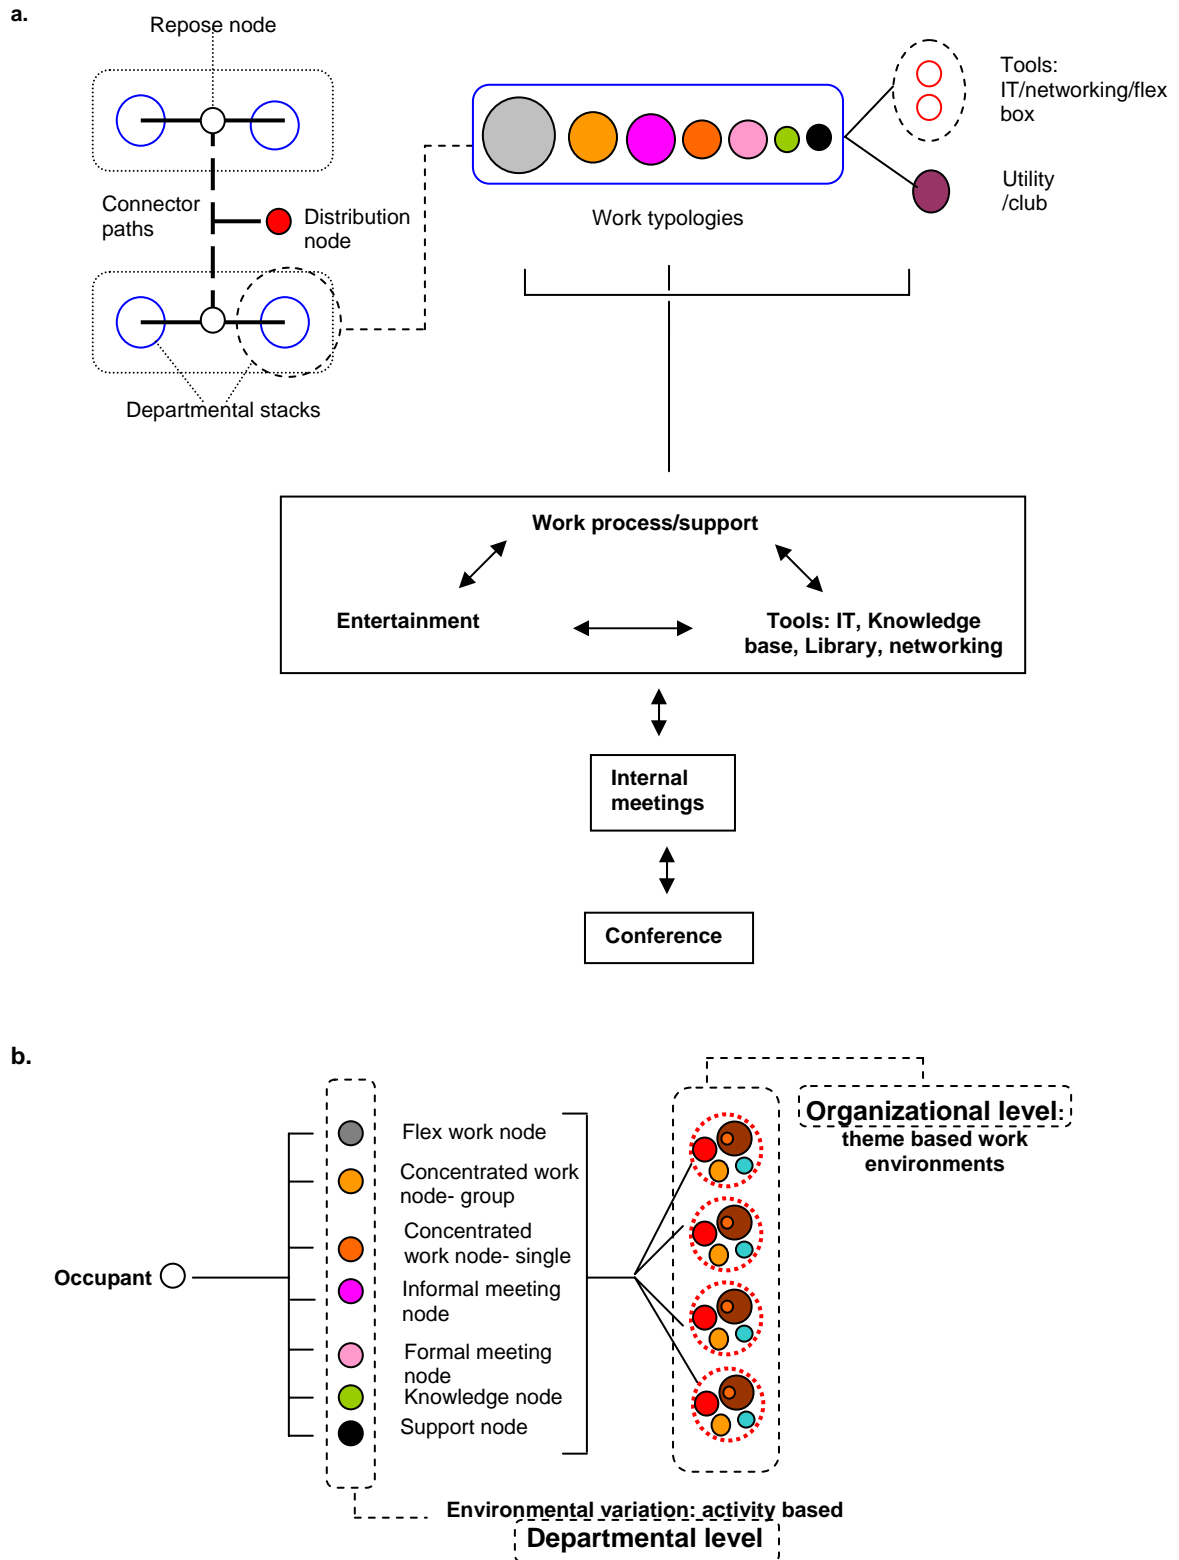 a.
Repose node
Tools:
IT/networking/flex
box
Connector
paths
Distribution
node
Utility
/club
Work typologies
Departmental stacks
Work process/support
Entertainment
Tools: IT, Knowledge
base, Library, networking
Internal
meetings
Conference
b.
Organizational level:
theme based work
environments
Flex work node
Concentrated work
node- group
Concentrated
work node- single
Occupant
Informal meeting
node
Formal meeting
node
Knowledge node
Support node
Environmental variation: activity based
Departmental level